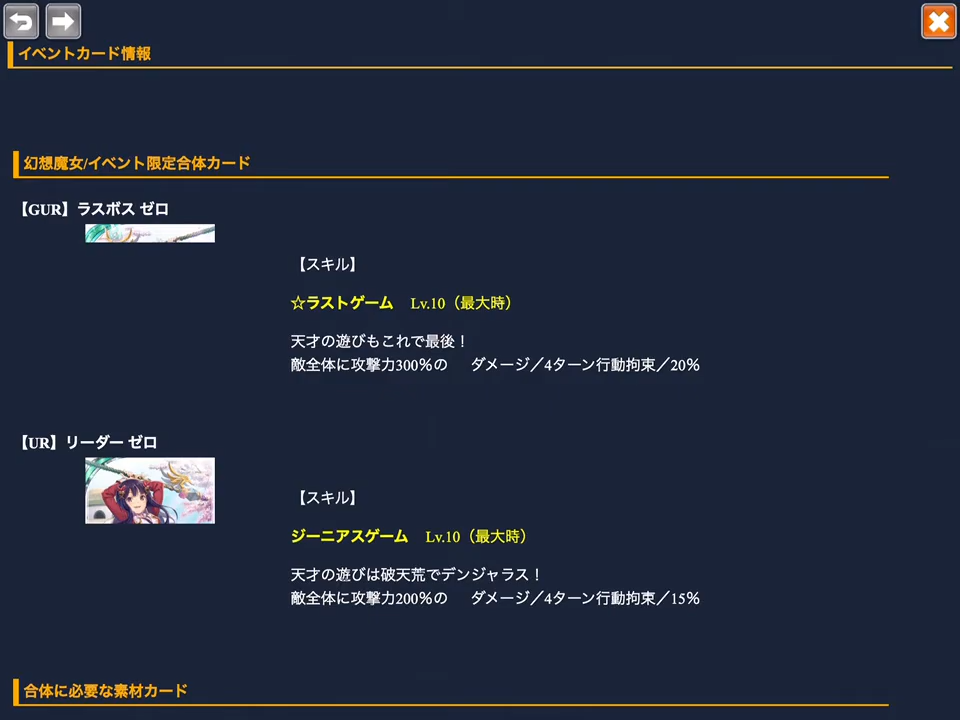 イベントカード情報
幻想魔女/イベント限定合体カード
【GUR】ラスボス ゼロ
【スキル】
☆ラストゲーム　Lv.10（最大時）
天才の遊びもこれで最後！
敵全体に攻撃力300％の　ダメージ／4ターン行動拘束／20％
【UR】リーダー ゼロ
【スキル】
ジーニアスゲーム　Lv.10（最大時）
天才の遊びは破天荒でデンジャラス！
敵全体に攻撃力200％の　ダメージ／4ターン行動拘束／15％
合体に必要な素材カード